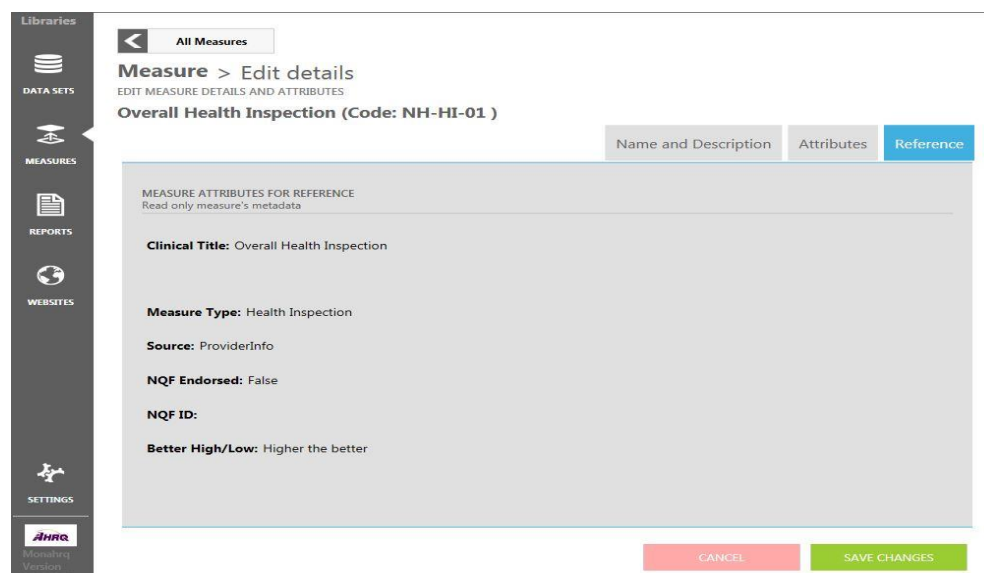 Libraries
DATA SETS
MEASURES
REPORTS
WEBSITES
SETTINGS
AHRQ
Monahrq
Version
All Measures
Measure > Edit details
EDIT MEASURE DETAILS AND ATTRIBUTES
Overall Health Inspection (Code: NH-HI-01 )
Name and Description
Attributes
Reference
MEASURE ATTRIBUTES FOR REFERENCE
Read only measure's metadata
Clinical Title: Overall Health Inspection
Measure Type: Health Inspection
Source: ProviderInfo
NQF Endorsed: False
NQF ID:
Better High/Low: Higher the better
CANCEL
SAVE CHANGES